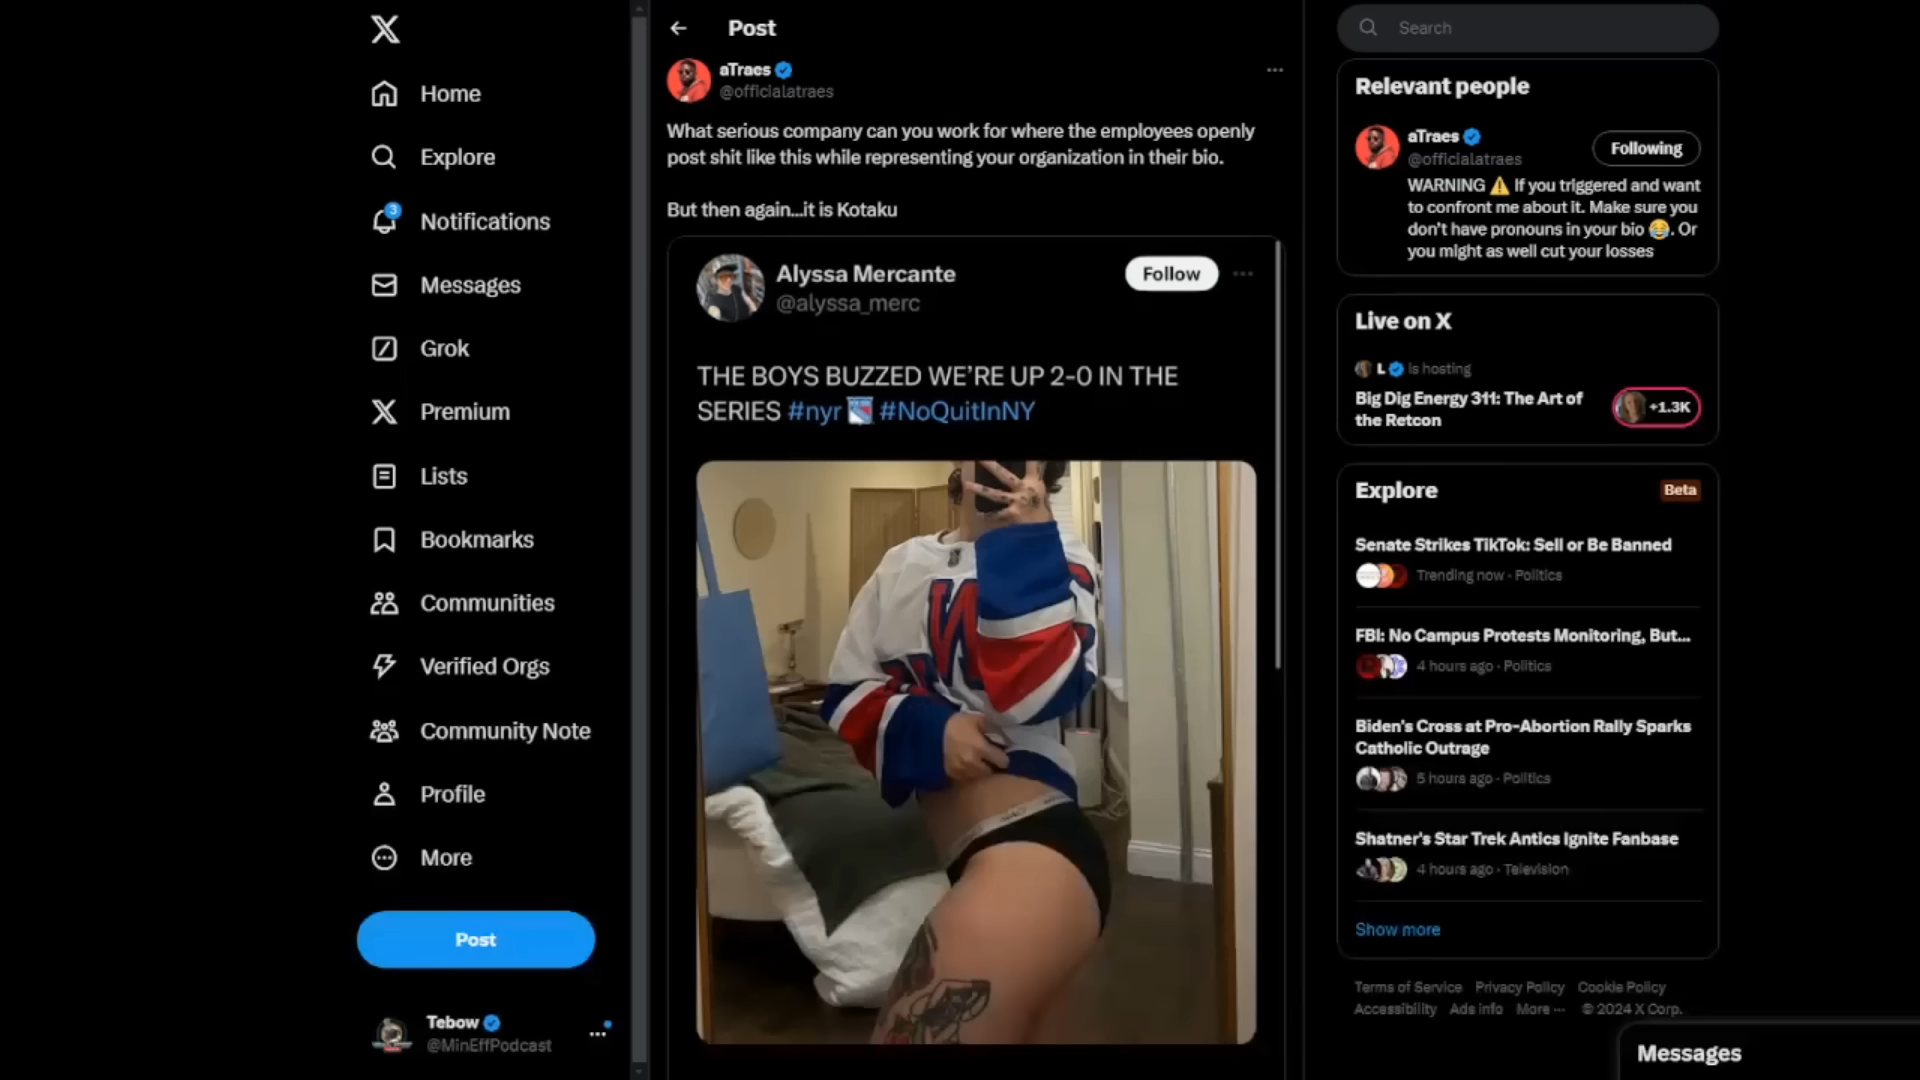 Home
Explore
3
Notifications
Messages
Grok
Premium
Lists
Bookmarks
Communities
Verified Orgs
Community Note
Profile
More
Post
Tebow
@MinEffPodcast
Post
aTraes
@officialatraes
What serious company can you work for where the employees openly
post shit like this while representing your organization in their bio.
But then again...it is Kotaku
Alyssa Mercante
@alyssa_merc
Follow
THE BOYS BUZZED WE'RE UP 2-0 IN THE
SERIES #nyr #NoQuitInNY
Search
Relevant people
aTraes
@officialatraes
Following
WARNING ⚠️ If you triggered and want
to confront me about it. Make sure you
don't have pronouns in your bio 😂. Or
you might as well cut your losses
Live on X
L is hosting
Big Dig Energy 311: The Art of
the Retcon
+1.3K
Explore
Beta
Senate Strikes TikTok: Sell or Be Banned
Trending now · Politics
FBI: No Campus Protests Monitoring, But...
4 hours ago · Politics
Biden's Cross at Pro-Abortion Rally Sparks
Catholic Outrage
5 hours ago · Politics
Shatner's Star Trek Antics Ignite Fanbase
4 hours ago · Television
Show more
Terms of Service Privacy Policy Cookie Policy
Accessibility Ads info More ··· © 2024 X Corp.
Messages